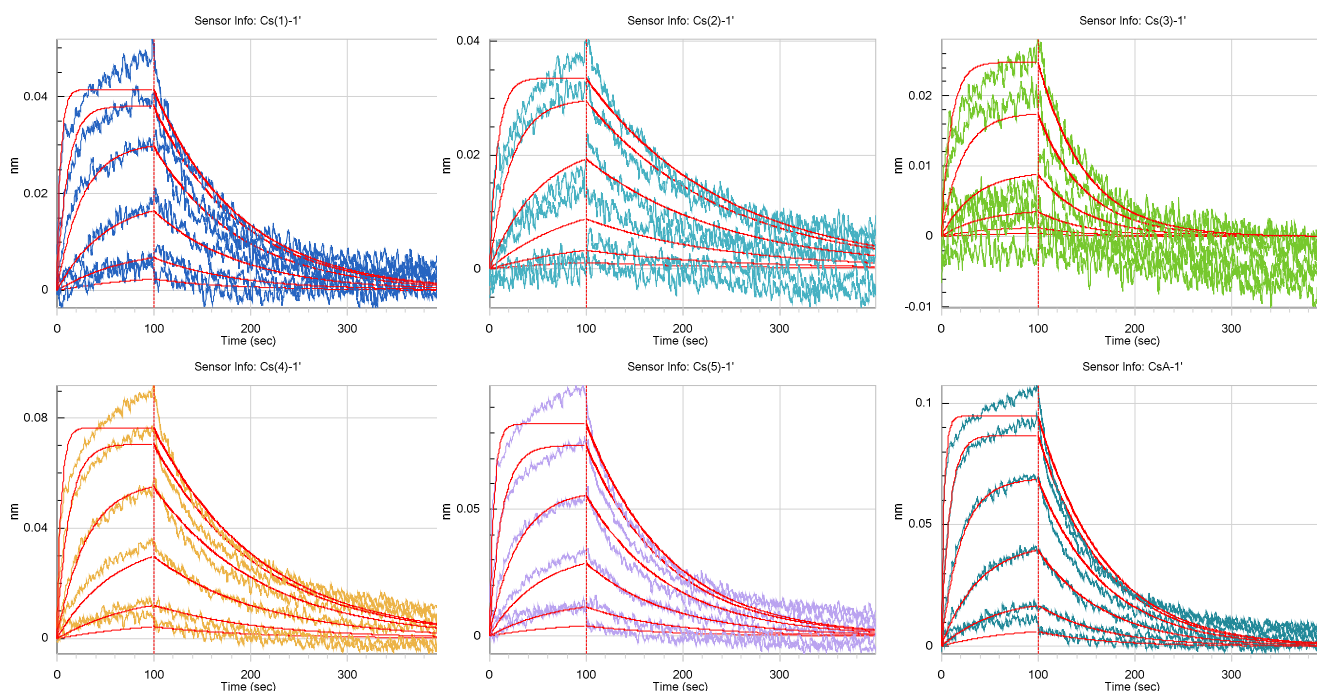 Sensor Info: Cs(1)-1'
nm
0.04
0.02
0
0
100
200
300
Time (sec)
Sensor Info: Cs(2)-1'
nm
0.04
0.02
0
0
100
200
300
Time (sec)
Sensor Info: Cs(3)-1'
nm
0.02
0.01
0
-0.01
0
100
200
300
Time (sec)
Sensor Info: Cs(4)-1'
nm
0.08
0.04
0
0
100
200
300
Time (sec)
Sensor Info: Cs(5)-1'
nm
0.05
0
0
100
200
300
Time (sec)
Sensor Info: CsA-1'
nm
0.1
0.05
0
0
100
200
300
Time (sec)